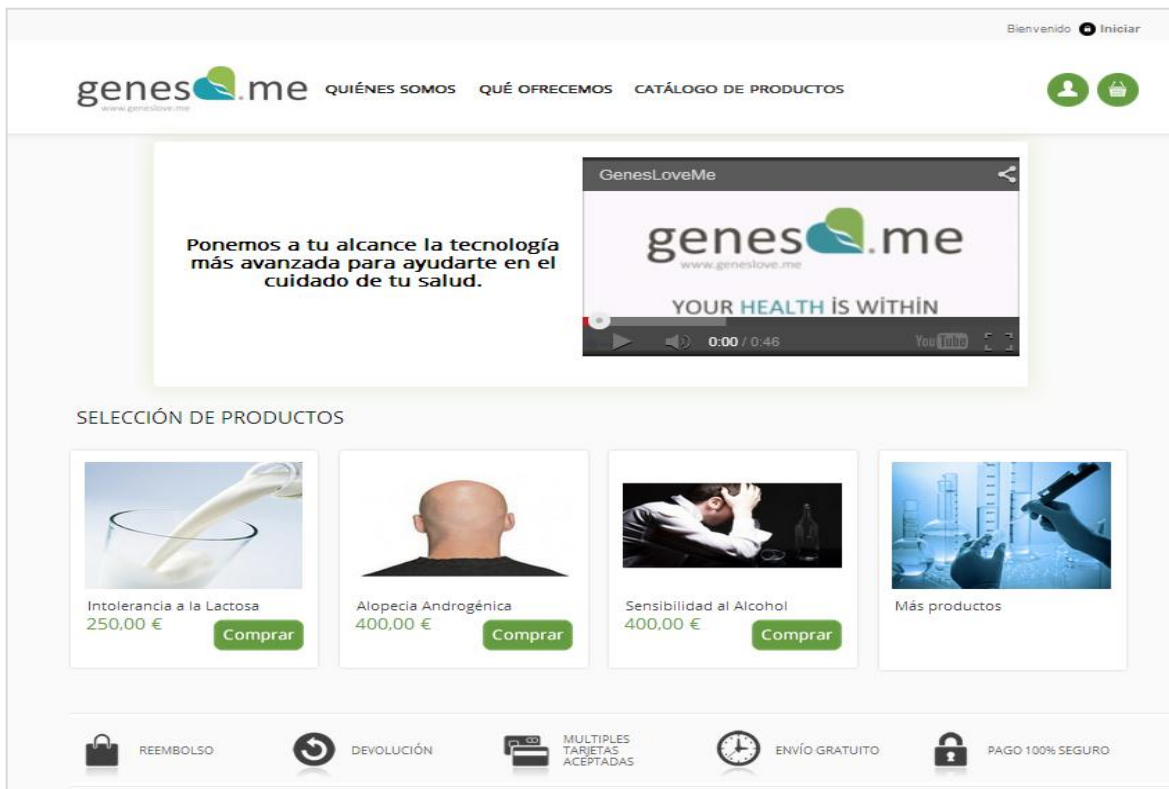 Bienvenido Iniciar
genes.me
www.geneslove.me
QUIÉNES SOMOS QUÉ OFRECEMOS CATÁLOGO DE PRODUCTOS
Ponemos a tu alcance la tecnología
más avanzada para ayudarte en el
cuidado de tu salud.
GenesLoveMe
genes.me
www.geneslove.me
YOUR HEALTH İS WİTHİN
0:00 / 0:46
YouTube
SELECCIÓN DE PRODUCTOS
Intolerancia a la Lactosa
250,00 €
Comprar
Alopecia Androgénica
400,00 €
Comprar
Sensibilidad al Alcohol
400,00 €
Comprar
Más productos
REEMBOLSO
DEVOLUCIÓN
MULTIPLES
TARJETAS
ACEPTADAS
ENVÍO GRATUITO
PAGO 100% SEGURO